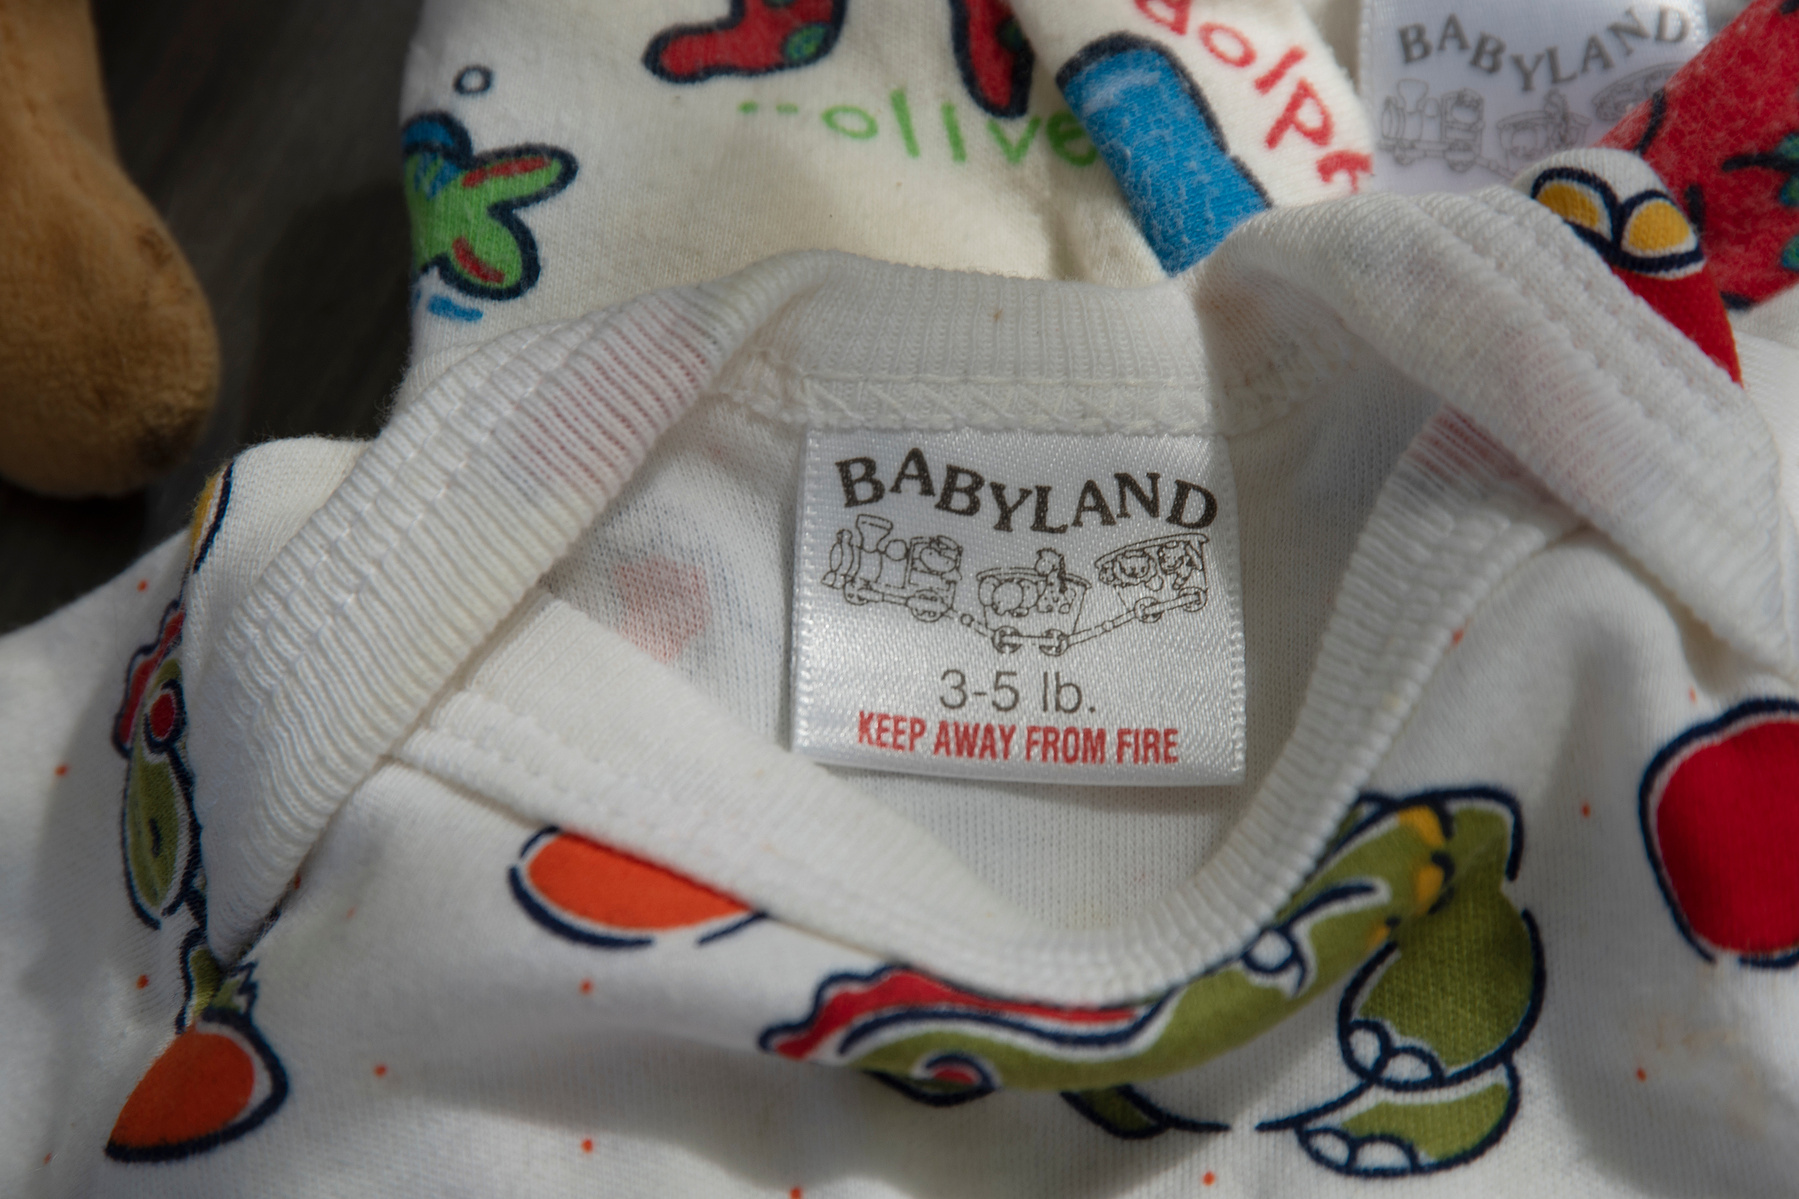 BABYLAND
olive
BABYLAND
3-5 lb.
KEEP AWAY FROM FIRE